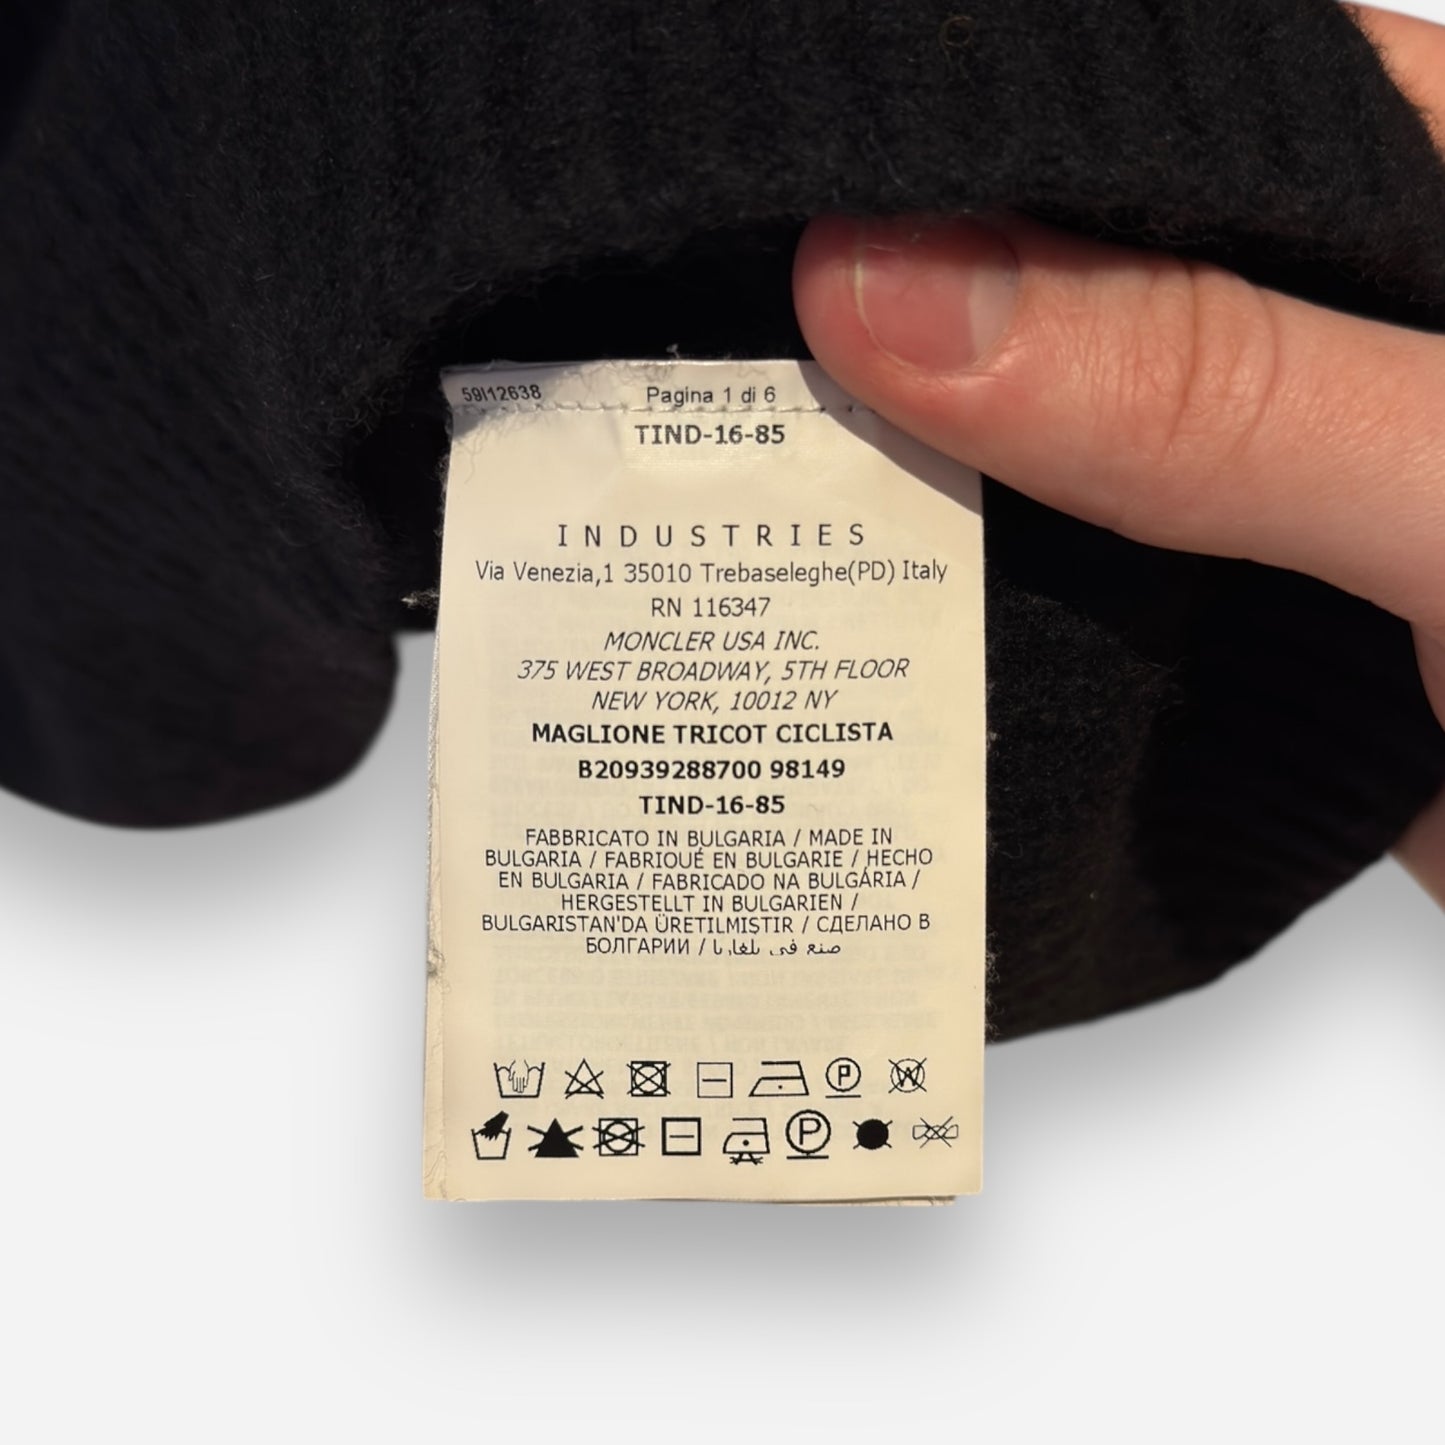 59I12638 Pagina 1 di 6
TIND-16-85
INDUSTRIES
Via Venezia,1 35010 Trebaseleghe(PD) Italy
RN 116347
MONCLER USA INC.
375 WEST BROADWAY, 5TH FLOOR
NEW YORK, 10012 NY
MAGLIONE TRICOT CICLISTA
B20939288700 98149
TIND-16-85
FABBRICATO IN BULGARIA / MADE IN
BULGARIA / FABRIQUÉ EN BULGARIE / HECHO
EN BULGARIA / FABRICADO NA BULGÁRIA /
HERGESTELLT IN BULGARIEN /
BULGARISTAN'DA ÜRETILMIŞTIR / СДЕЛАНО В
БОЛГАРИИ / صنع في بلغاريا
P W
P